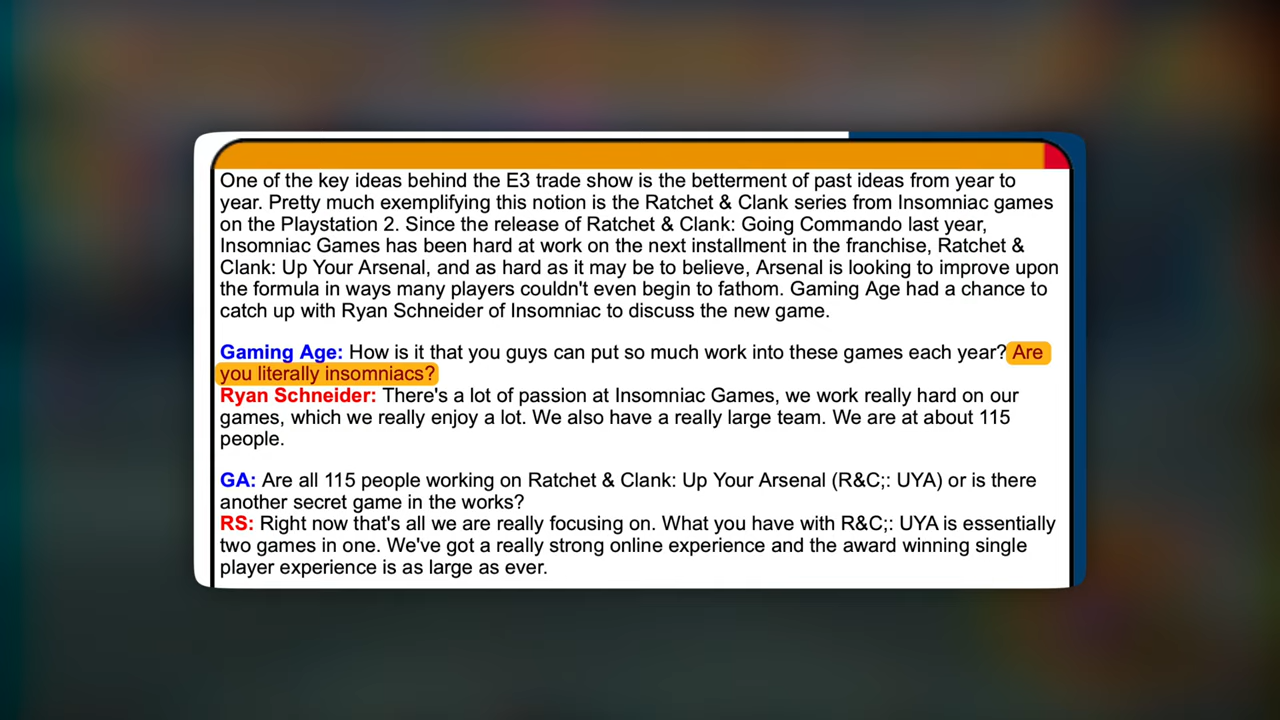 One of the key ideas behind the E3 trade show is the betterment of past ideas from year to
year. Pretty much exemplifying this notion is the Ratchet & Clank series from Insomniac games
on the Playstation 2. Since the release of Ratchet & Clank: Going Commando last year,
Insomniac Games has been hard at work on the next installment in the franchise, Ratchet &
Clank: Up Your Arsenal, and as hard as it may be to believe, Arsenal is looking to improve upon
the formula in ways many players couldn't even begin to fathom. Gaming Age had a chance to
catch up with Ryan Schneider of Insomniac to discuss the new game.
Gaming Age: How is it that you guys can put so much work into these games each year? Are
you literally insomniacs?
Ryan Schneider: There's a lot of passion at Insomniac Games, we work really hard on our
games, which we really enjoy a lot. We also have a really large team. We are at about 115
people.
GA: Are all 115 people working on Ratchet & Clank: Up Your Arsenal (R&C;: UYA) or is there
another secret game in the works?
RS: Right now that's all we are really focusing on. What you have with R&C;: UYA is essentially
two games in one. We've got a really strong online experience and the award winning single
player experience is as large as ever.